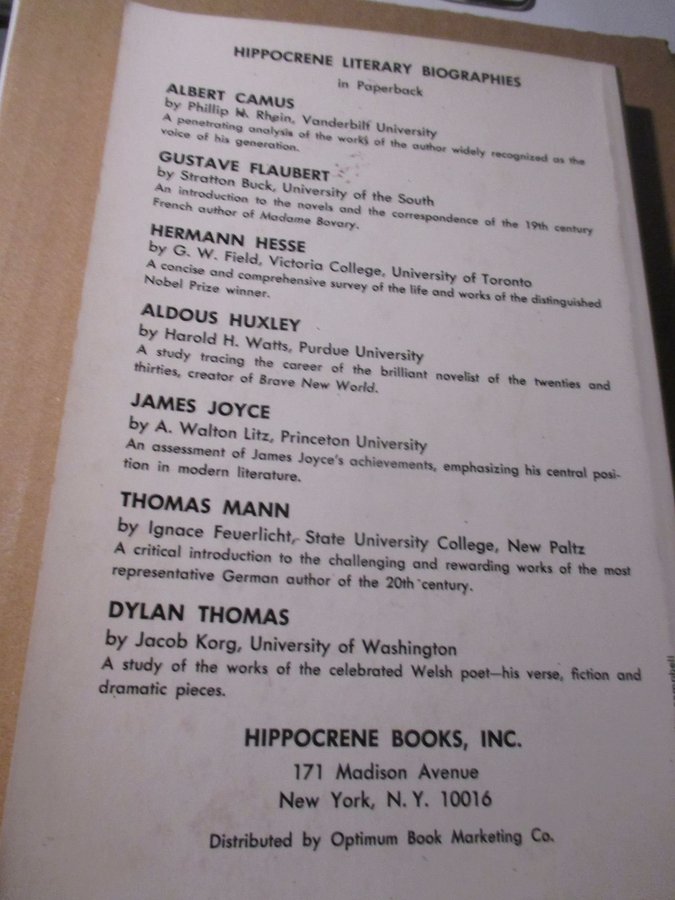 HIPPOCRENE LITERARY BIOGRAPHIES
in Paperback
ALBERT CAMUS
by Phillip H. Rhein, Vanderbilt University
A penetrating analysis of the works of the author widely recognized as the
voice of his generation.
GUSTAVE FLAUBERT
by Stratton Buck, University of the South
An introduction to the novels and the correspondence of the 19th century
French author of Madame Bovary.
HERMANN HESSE
by G. W. Field, Victoria College, University of Toronto
A concise and comprehensive survey of the life and works of the distinguished
Nobel Prize winner.
ALDOUS HUXLEY
by Harold H. Watts, Purdue University
A study tracing the career of the brilliant novelist of the twenties and
thirties, creator of Brave New World.
JAMES JOYCE
by A. Walton Litz, Princeton University
An assessment of James Joyce's achievements, emphasizing his central posi-
tion in modern literature.
THOMAS MANN
by Ignace Feuerlicht, State University College, New Paltz
A critical introduction to the challenging and rewarding works of the most
representative German author of the 20th century.
DYLAN THOMAS
by Jacob Korg, University of Washington
A study of the works of the celebrated Welsh poet—his verse, fiction and
dramatic pieces.
HIPPOCRENE BOOKS, INC.
171 Madison Avenue
New York, N.Y. 10016
Distributed by Optimum Book Marketing Co.